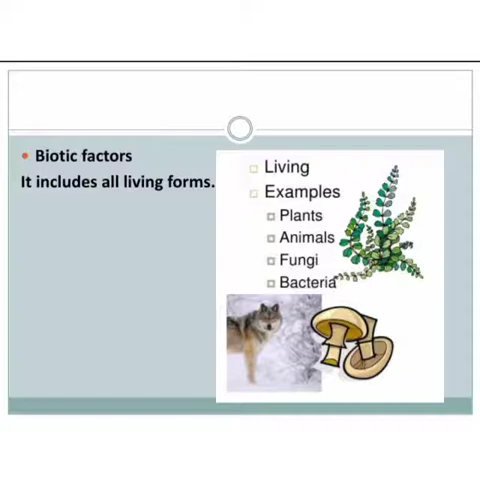 Biotic factors
It includes all living forms.
Living
Examples
Plants
Animals
Fungi
Bacteria